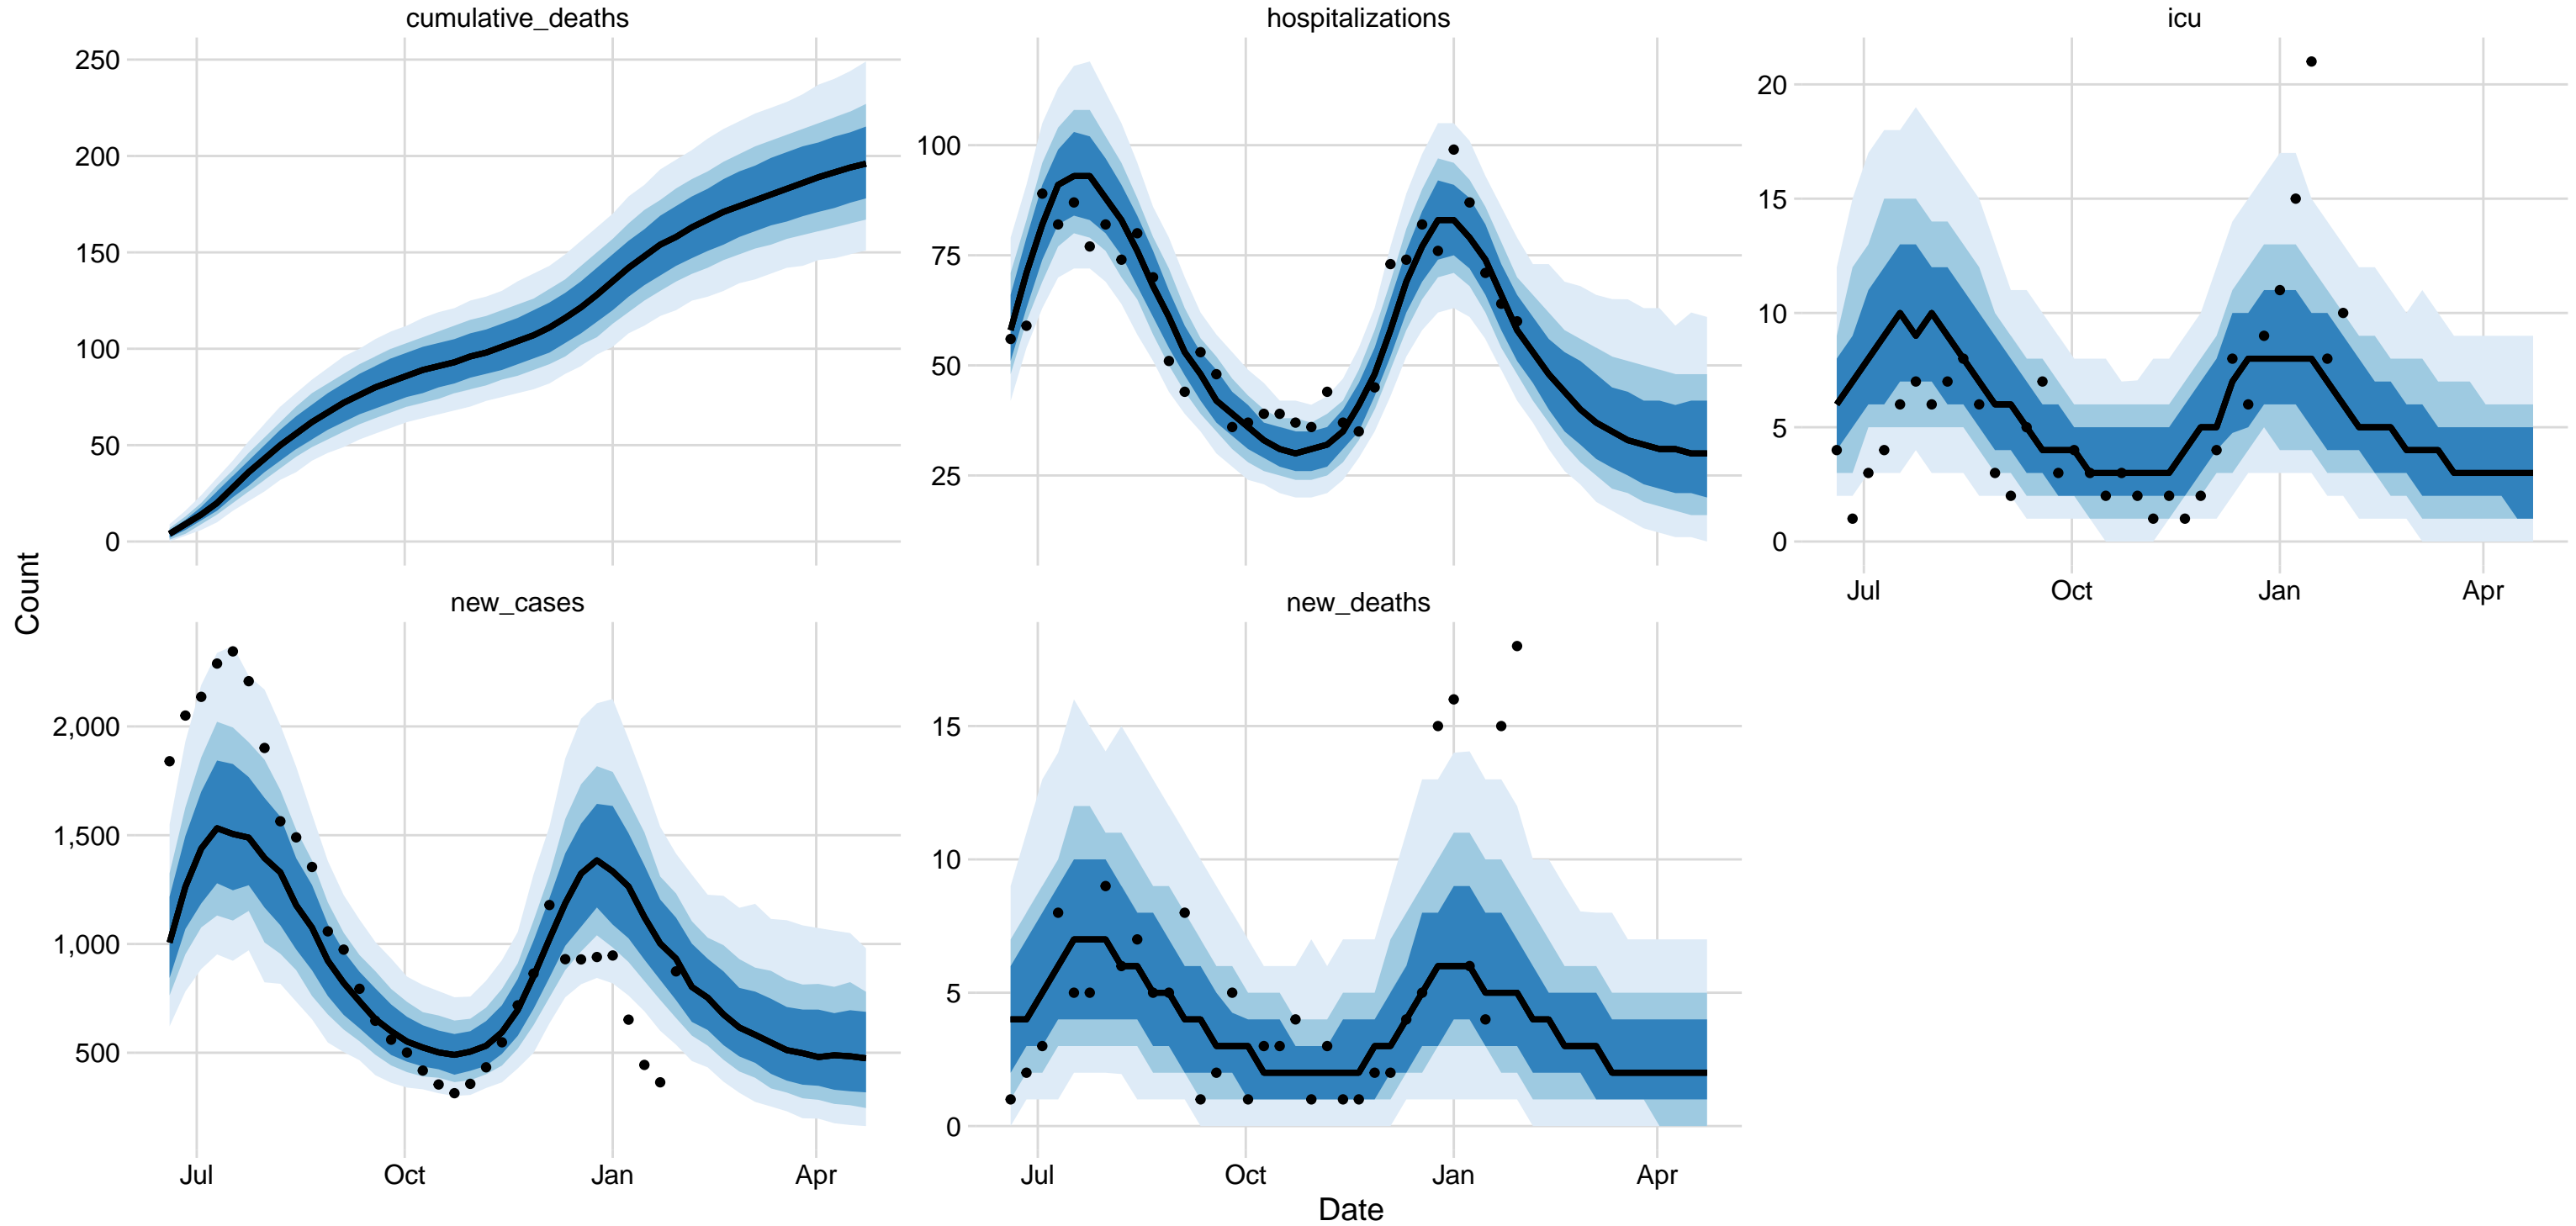 cumulative_deaths
hospitalizations
icu
250
200
150
100
50
0
100
75
50
25
20
15
10
5
0
Jul
Oct
Jan
Apr
Count
new_cases
new_deaths
2,000
1,500
1,000
500
15
10
5
0
Jul
Oct
Jan
Apr
Jul
Oct
Jan
Apr
Date